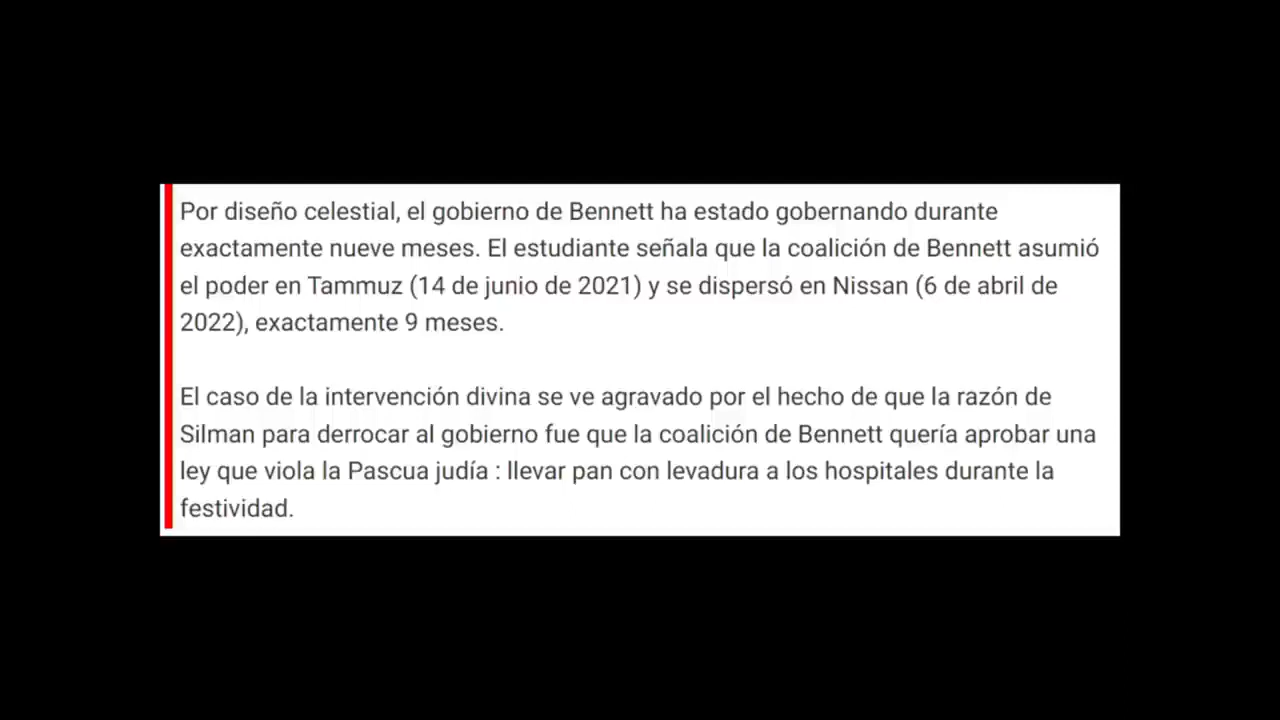 Por diseño celestial, el gobierno de Bennett ha estado gobernando durante
exactamente nueve meses. El estudiante señala que la coalición de Bennett asumió
el poder en Tammuz (14 de junio de 2021) y se dispersó en Nissan (6 de abril de
2022), exactamente 9 meses.
El caso de la intervención divina se ve agravado por el hecho de que la razón de
Silman para derrocar al gobierno fue que la coalición de Bennett quería aprobar una
ley que viola la Pascua judía : llevar pan con levadura a los hospitales durante la
festividad.